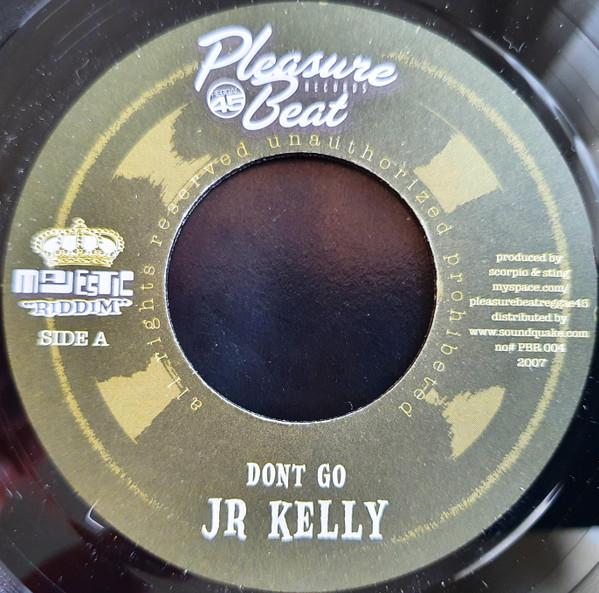 Pleasure
RECORDS
REGGAE
45
Beat
all rights reserved unauthorized prohibeted
MAJESTIC
"RIDDIM"
SIDE A
produced by
scorpio & sting
myspace.com/
pleasurebeatreggae45
distributed by
www.soundquake.com
no# PBR 004
2007
DONT GO
JR KELLY